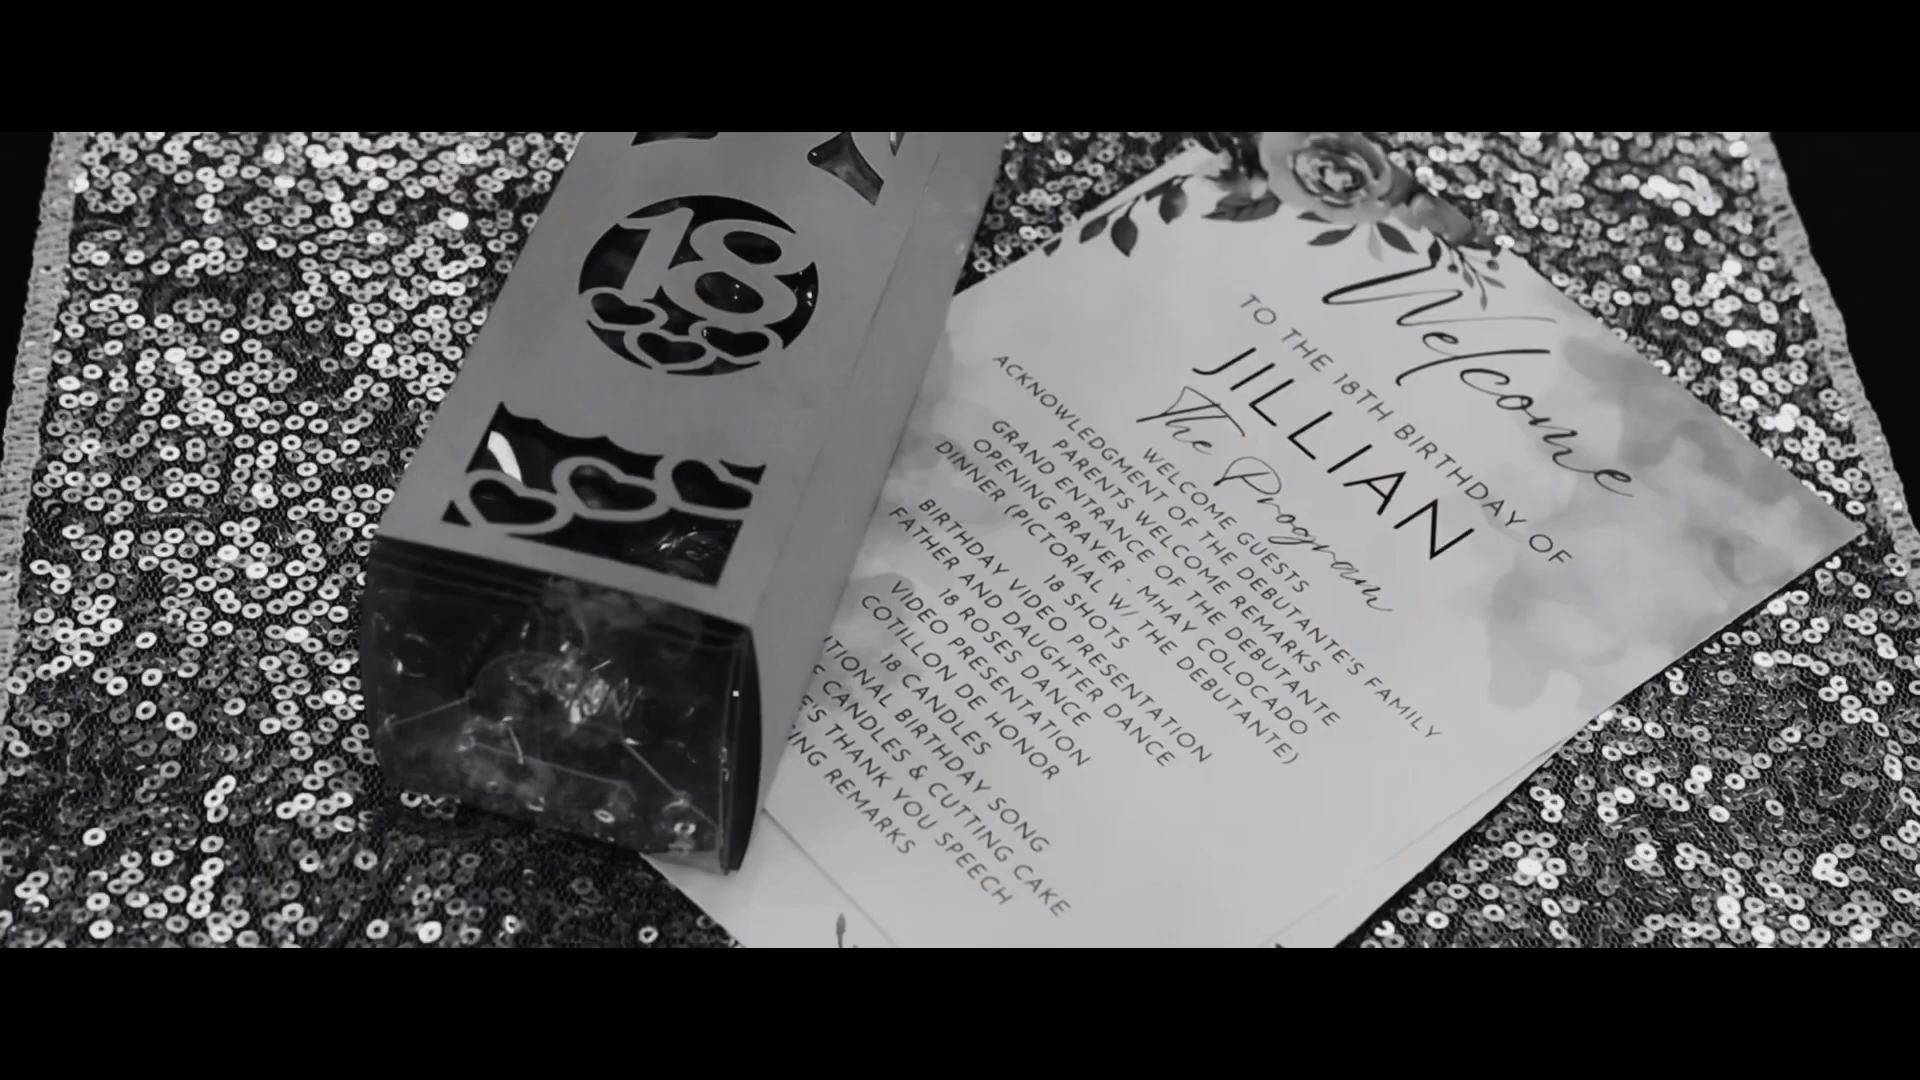 18
Welcome
TO THE 18TH BIRTHDAY OF
JILLIAN
The Program
WELCOME GUESTS
ACKNOWLEDGMENT OF THE DEBUTANTE'S FAMILY
PARENTS WELCOME REMARKS
GRAND ENTRANCE OF THE DEBUTANTE
OPENING PRAYER - MHAY COLOCADO
DINNER (PICTORIAL W/ THE DEBUTANTE)
18 SHOTS
BIRTHDAY VIDEO PRESENTATION
FATHER AND DAUGHTER DANCE
18 ROSES DANCE
VIDEO PRESENTATION
COTILLON DE HONOR
18 CANDLES
BIRTHDAY SONG
CANDLES & CUTTING CAKE
THANK YOU SPEECH
REMARKS